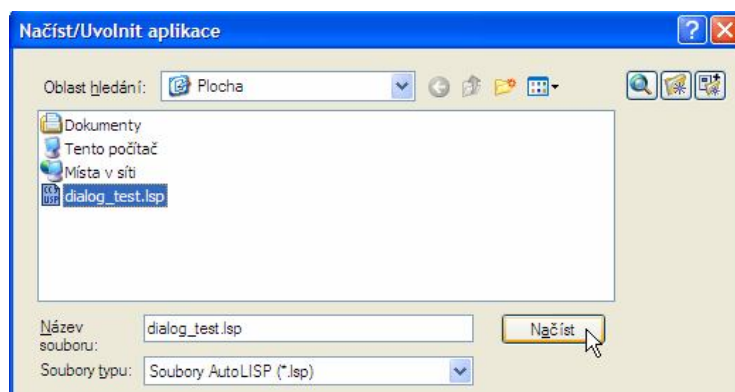 Načíst/Uvolnit aplikace
Oblast hledání: Plocha
Dokumenty
Tento počítač
Místa v síti
dialog_test.lsp
Název souboru: dialog_test.lsp Načíst
Soubory typu: Soubory AutoLISP (*.lsp)